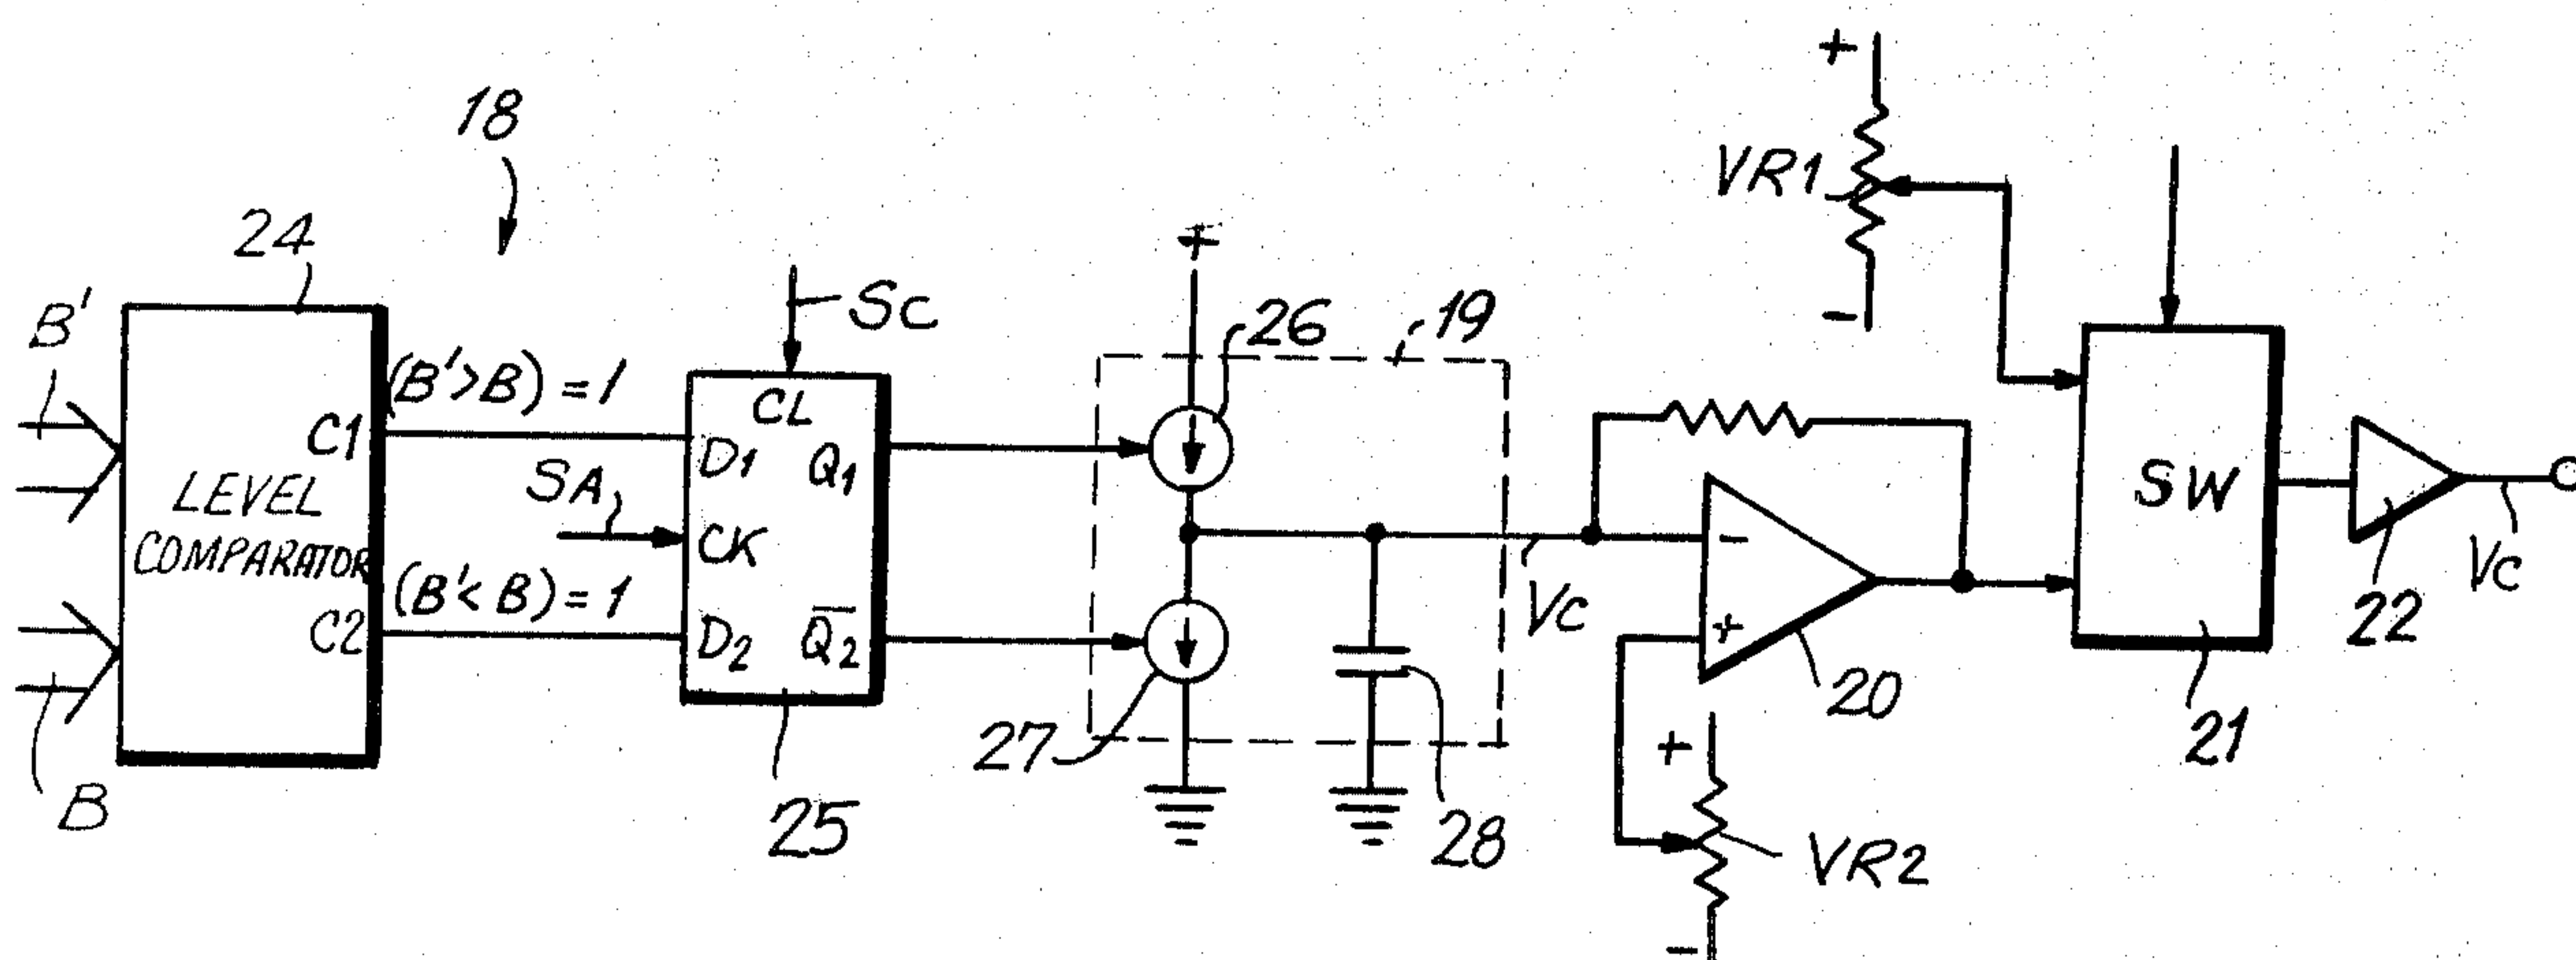 18
+
VR1
-
24
B'
Sc
+
26
19
(B'>B) = 1
CL
C1
D1 Q1
LEVEL
COMPARATOR
SA
CK
(B'< B) = 1
C2
D2 Q2
SW
-
+
Vc
20
22
Vc
21
27
B
25
28
+
VR2
-